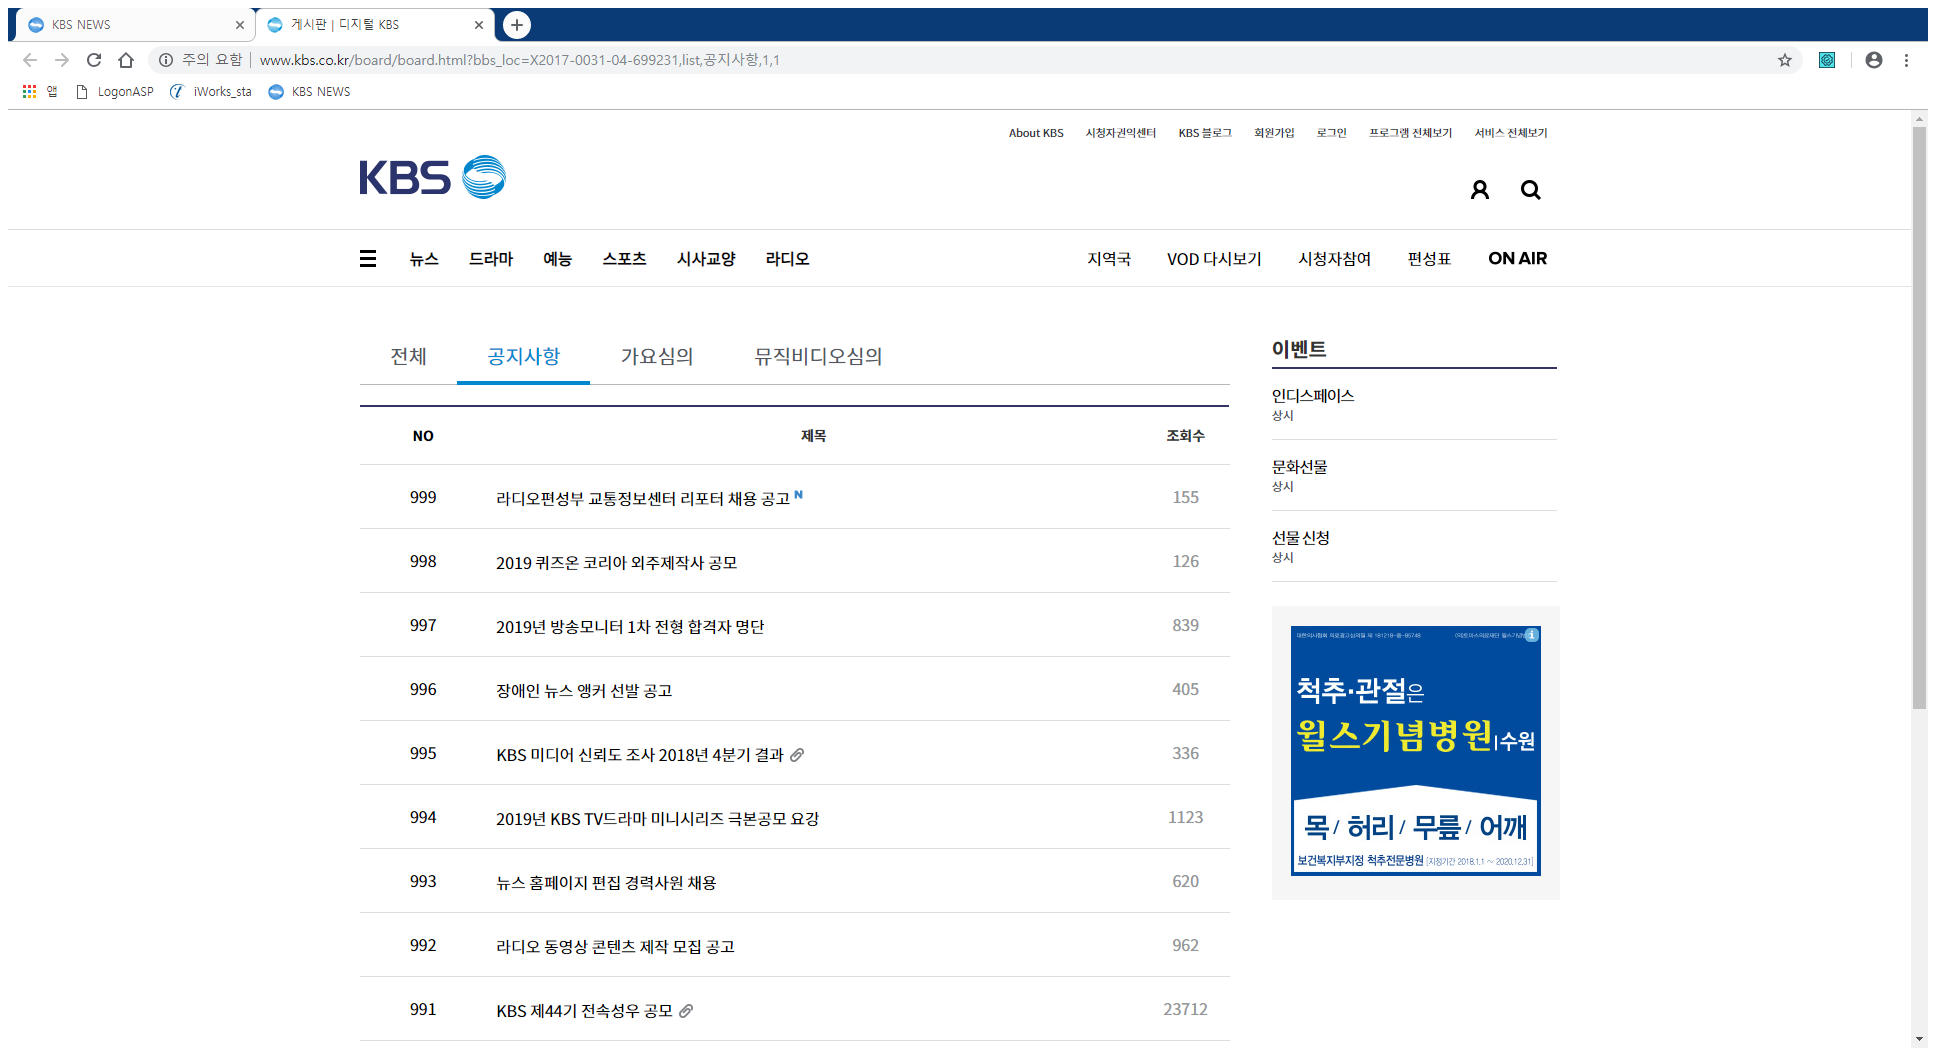 KBS NEWS
게시판 | 디지털 KBS
주의 요함 | www.kbs.co.kr/board/board.html?bbs_loc=X2017-0031-04-699231,list,공지사항,1,1
앱 LogonASP iWorks_sta KBS NEWS
About KBS 시청자권익센터 KBS 블로그 회원가입 로그인 프로그램 전체보기 서비스 전체보기
KBS
뉴스 드라마 예능 스포츠 시사교양 라디오 지역국 VOD 다시보기 시청자참여 편성표 ON AIR
전체 공지사항 가요심의 뮤직비디오심의
NO 제목 조회수
999 라디오편성부 교통정보센터 리포터 채용 공고 N 155
998 2019 퀴즈온 코리아 외주제작사 공모 126
997 2019년 방송모니터 1차 전형 합격자 명단 839
996 장애인 뉴스 앵커 선발 공고 405
995 KBS 미디어 신뢰도 조사 2018년 4분기 결과 336
994 2019년 KBS TV드라마 미니시리즈 극본공모 요강 1123
993 뉴스 홈페이지 편집 경력사원 채용 620
992 라디오 동영상 콘텐츠 제작 모집 공고 962
991 KBS 제44기 전속성우 공모 23712
이벤트
인디스페이스
상시
문화선물
상시
선물 신청
상시
척추·관절은
윌스기념병원 | 수원
목 / 허리 / 무릎 / 어깨
보건복지부지정 척추전문병원 [지정기간 2018.1.1 ~ 2020.12.31]